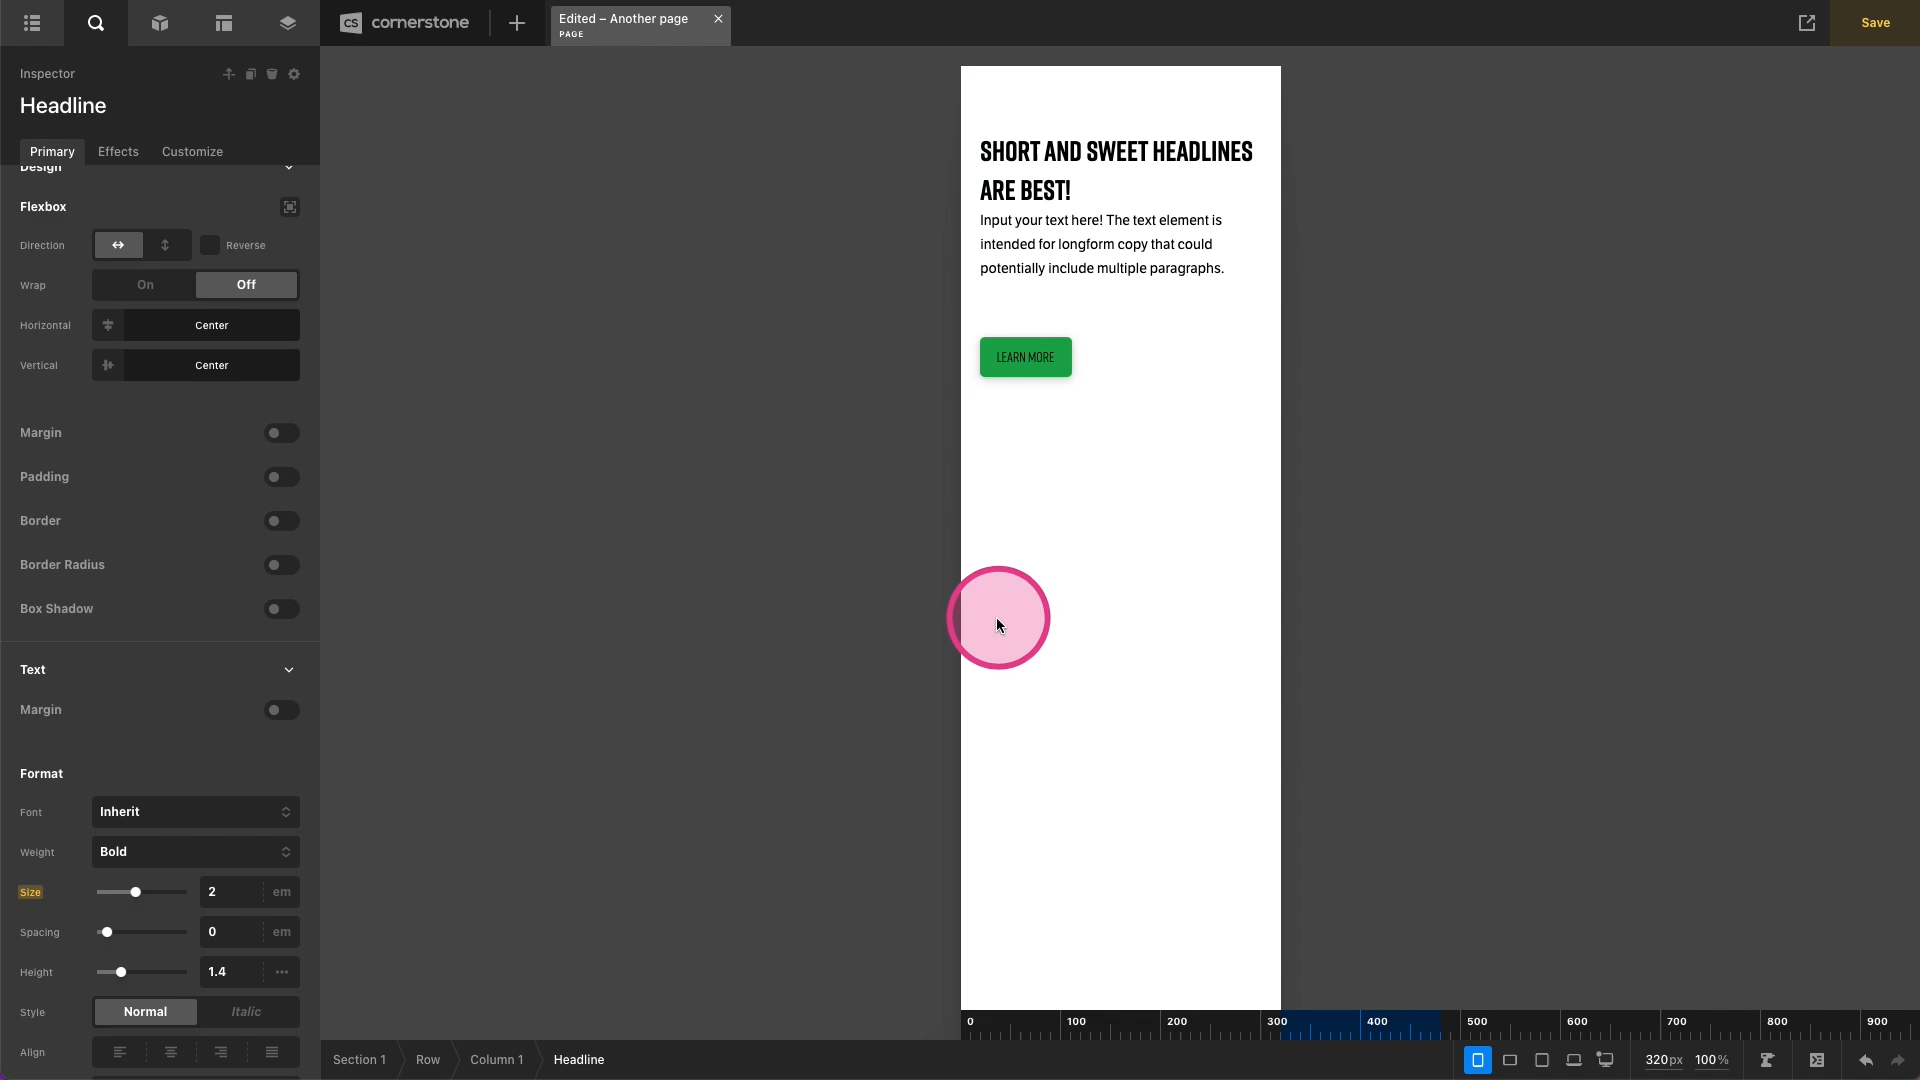 cornerstone
Edited – Another page
PAGE
Save
Inspector
Headline
Primary
Effects
Customize
Design
Flexbox
Direction
Reverse
Wrap
On
Off
Horizontal
Center
Vertical
Center
Margin
Padding
Border
Border Radius
Box Shadow
Text
Margin
Format
Font
Inherit
Weight
Bold
Size
2
em
Spacing
0
em
Height
1.4
Style
Normal
Italic
Align
SHORT AND SWEET HEADLINES
ARE BEST!
Input your text here! The text element is
intended for longform copy that could
potentially include multiple paragraphs.
LEARN MORE
0 100 200 300 400 500 600 700 800 900
Section 1
Row
Column 1
Headline
320px
100%